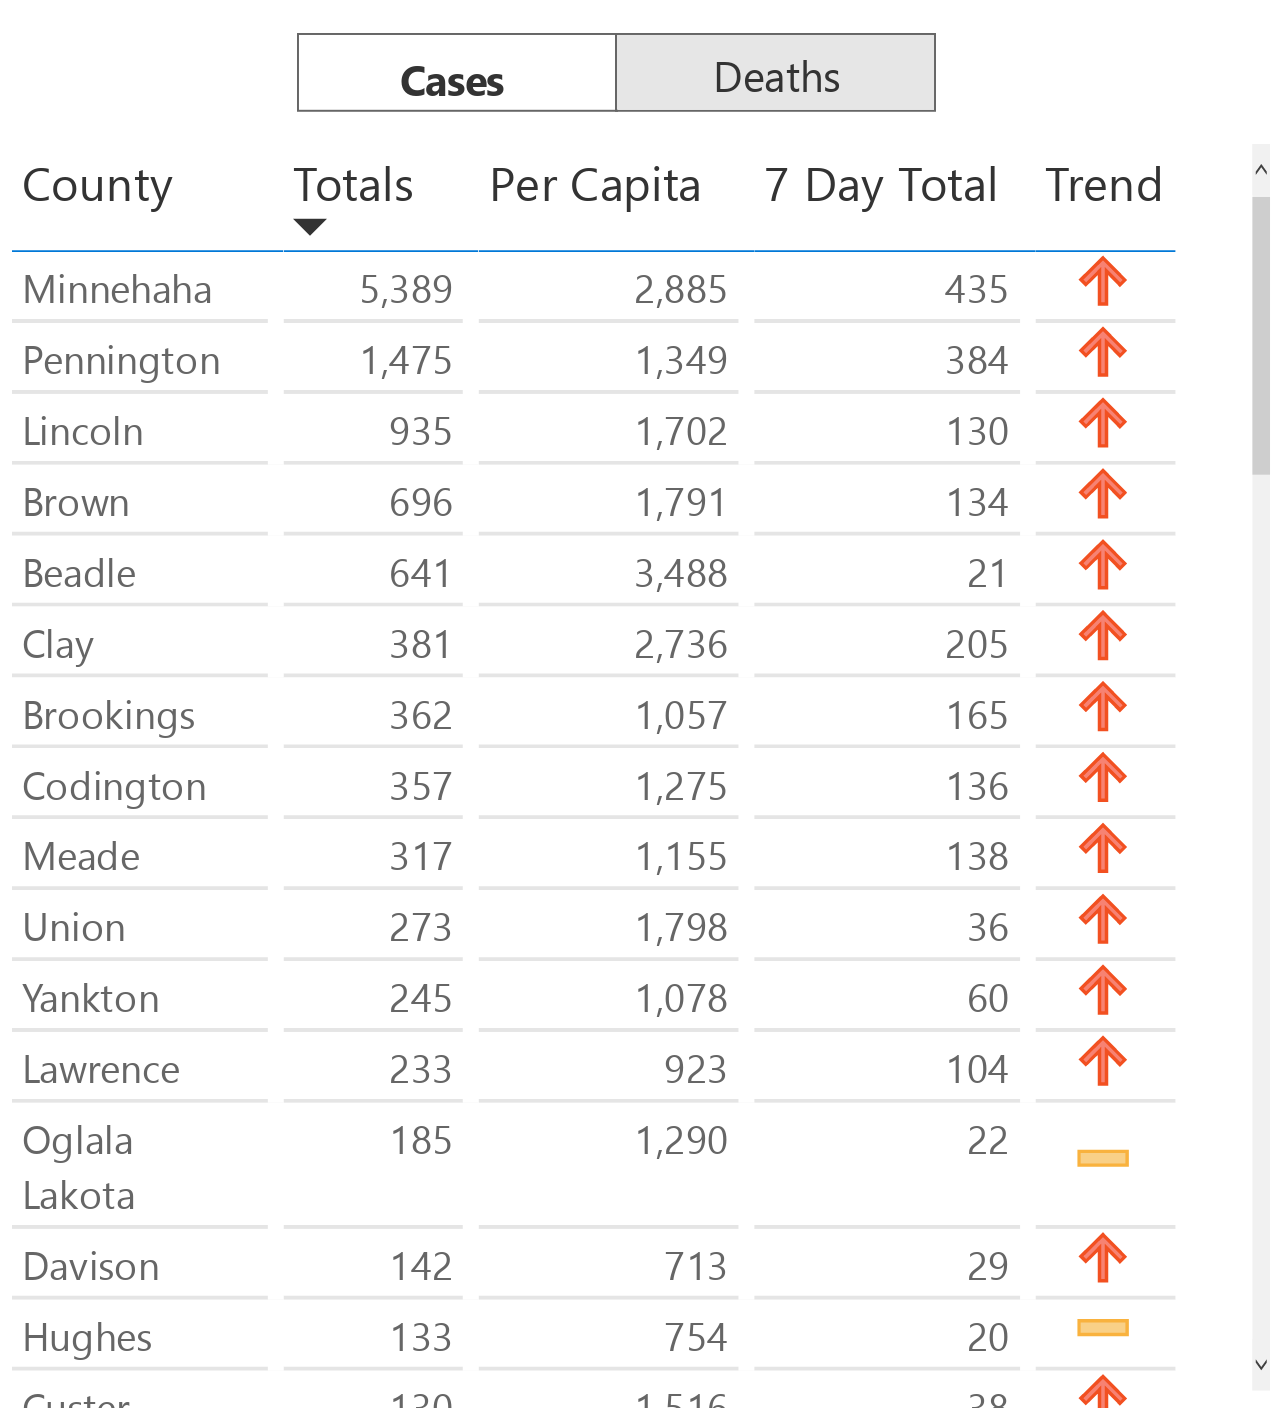 Cases Deaths
County Totals Per Capita 7 Day Total Trend
Minnehaha 5,389 2,885 435
Pennington 1,475 1,349 384
Lincoln 935 1,702 130
Brown 696 1,791 134
Beadle 641 3,488 21
Clay 381 2,736 205
Brookings 362 1,057 165
Codington 357 1,275 136
Meade 317 1,155 138
Union 273 1,798 36
Yankton 245 1,078 60
Lawrence 233 923 104
Oglala 185 1,290 22
Lakota
Davison 142 713 29
Hughes 133 754 20
Custer 130 1,516 38